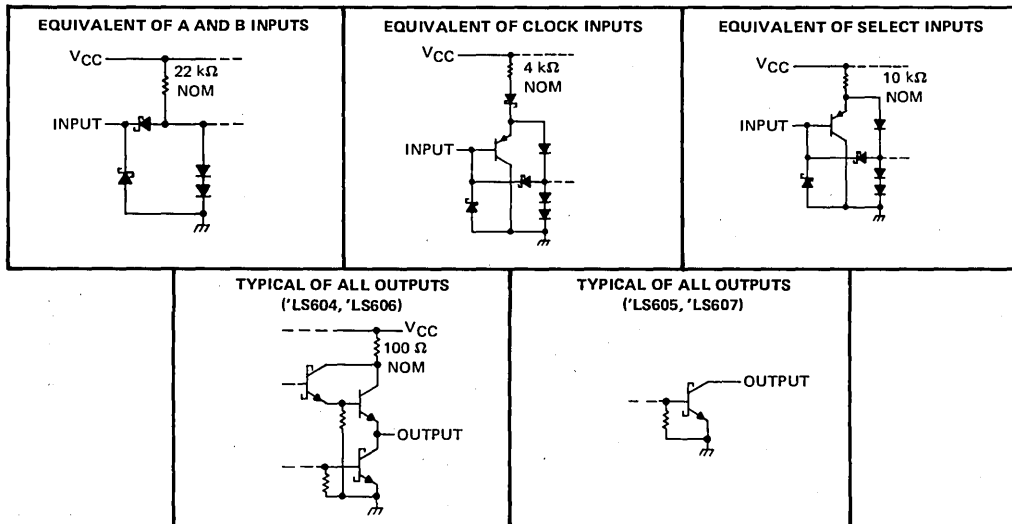 EQUIVALENT OF A AND B INPUTS
VCC
22 kΩ
NOM
INPUT
EQUIVALENT OF CLOCK INPUTS
VCC
4 kΩ
NOM
INPUT
EQUIVALENT OF SELECT INPUTS
VCC
10 kΩ
NOM
INPUT
TYPICAL OF ALL OUTPUTS
('LS604, 'LS606)
VCC
100 Ω
NOM
OUTPUT
TYPICAL OF ALL OUTPUTS
('LS605, 'LS607)
OUTPUT